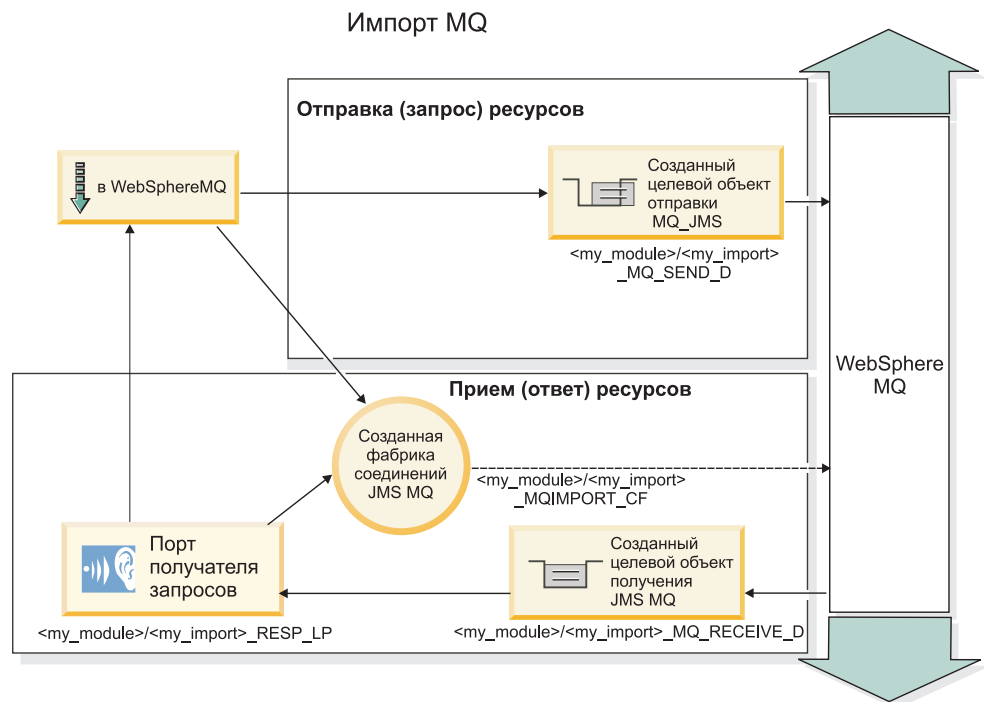 Импорт MQ
Отправка (запрос) ресурсов
в WebSphereMQ
Созданный
целевой объект
отправки
MQ_JMS
<my_module>/<my_import>
_MQ_SEND_D
WebSphere
MQ
Прием (ответ) ресурсов
Созданная
фабрика
соединений
JMS MQ
<my_module>/<my_import>
_MQIMPORT_CF
Порт
получателя
запросов
<my_module>/<my_import>_RESP_LP
Созданный
целевой объект
получения
JMS MQ
<my_module>/<my_import>_MQ_RECEIVE_D